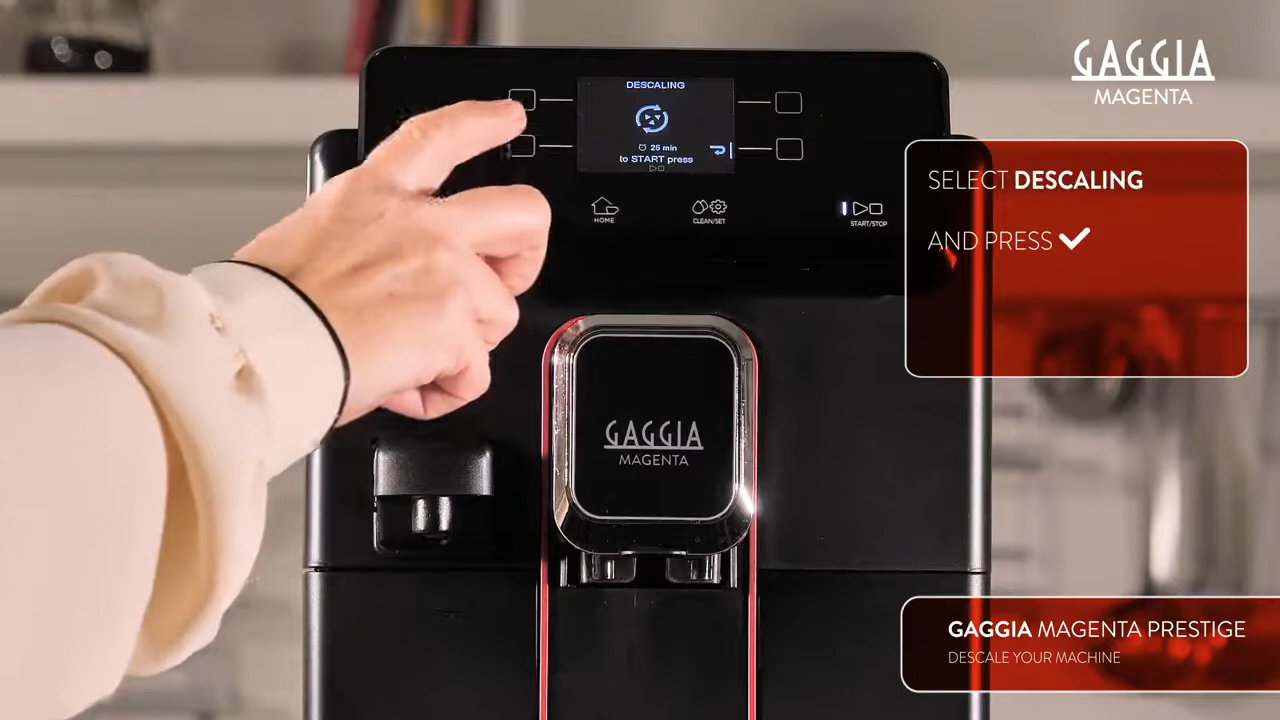 GAGGIA
MAGENTA
DESCALING
25 min
to START press
HOME
CLEAN/SET
START/STOP
SELECT DESCALING
AND PRESS
GAGGIA
MAGENTA
GAGGIA MAGENTA PRESTIGE
DESCALE YOUR MACHINE